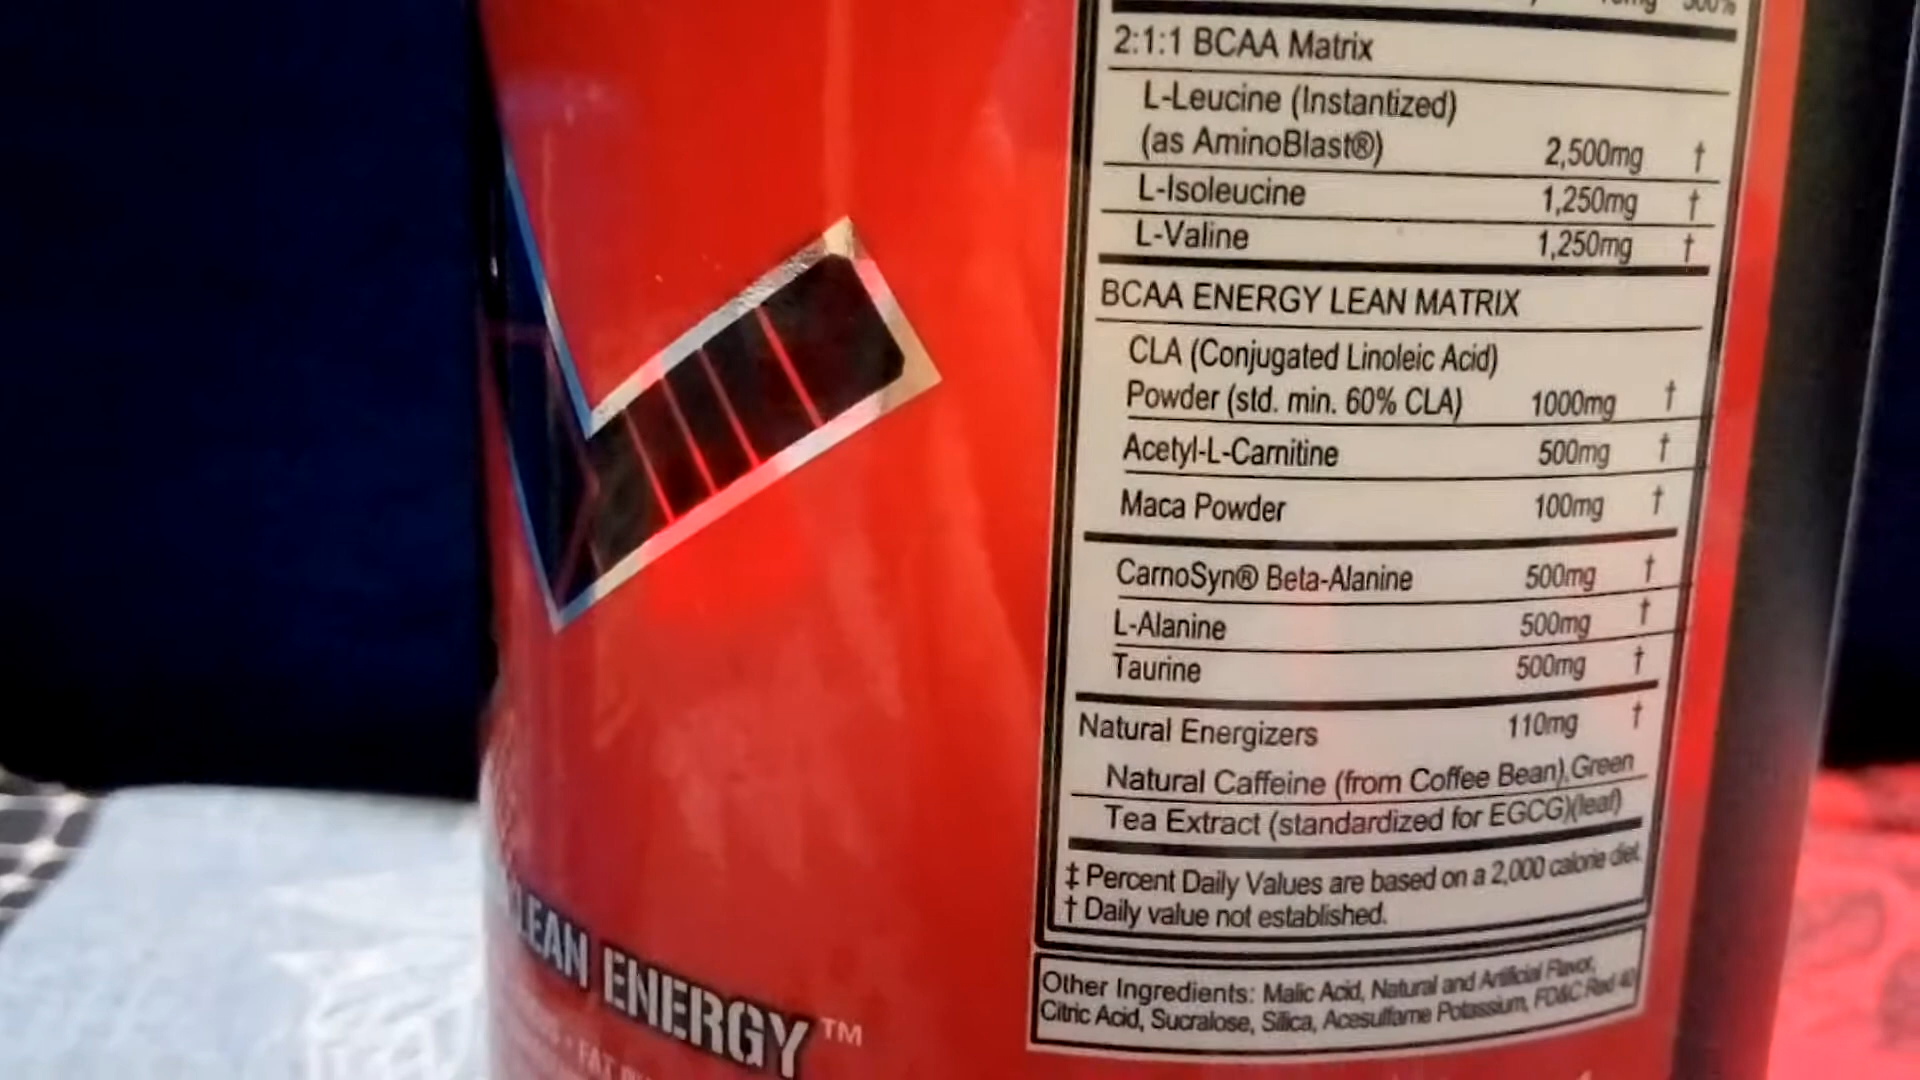 2:1:1 BCAA Matrix
L-Leucine (Instantized)
(as AminoBlast®) 2,500mg †
L-Isoleucine 1,250mg †
L-Valine 1,250mg †
BCAA ENERGY LEAN MATRIX
CLA (Conjugated Linoleic Acid)
Powder (std. min. 60% CLA) 1000mg †
Acetyl-L-Carnitine 500mg †
Maca Powder 100mg †
CarnoSyn® Beta-Alanine 500mg †
L-Alanine 500mg †
Taurine 500mg †
Natural Energizers 110mg †
Natural Caffeine (from Coffee Bean), Green
Tea Extract (standardized for EGCG)(leaf)
‡ Percent Daily Values are based on a 2,000 calorie diet.
† Daily value not established.
Other Ingredients: Malic Acid, Natural and Artificial Flavor,
Citric Acid, Sucralose, Silica, Acesulfame Potassium, FD&C Red 40
LEAN ENERGY™
FAT